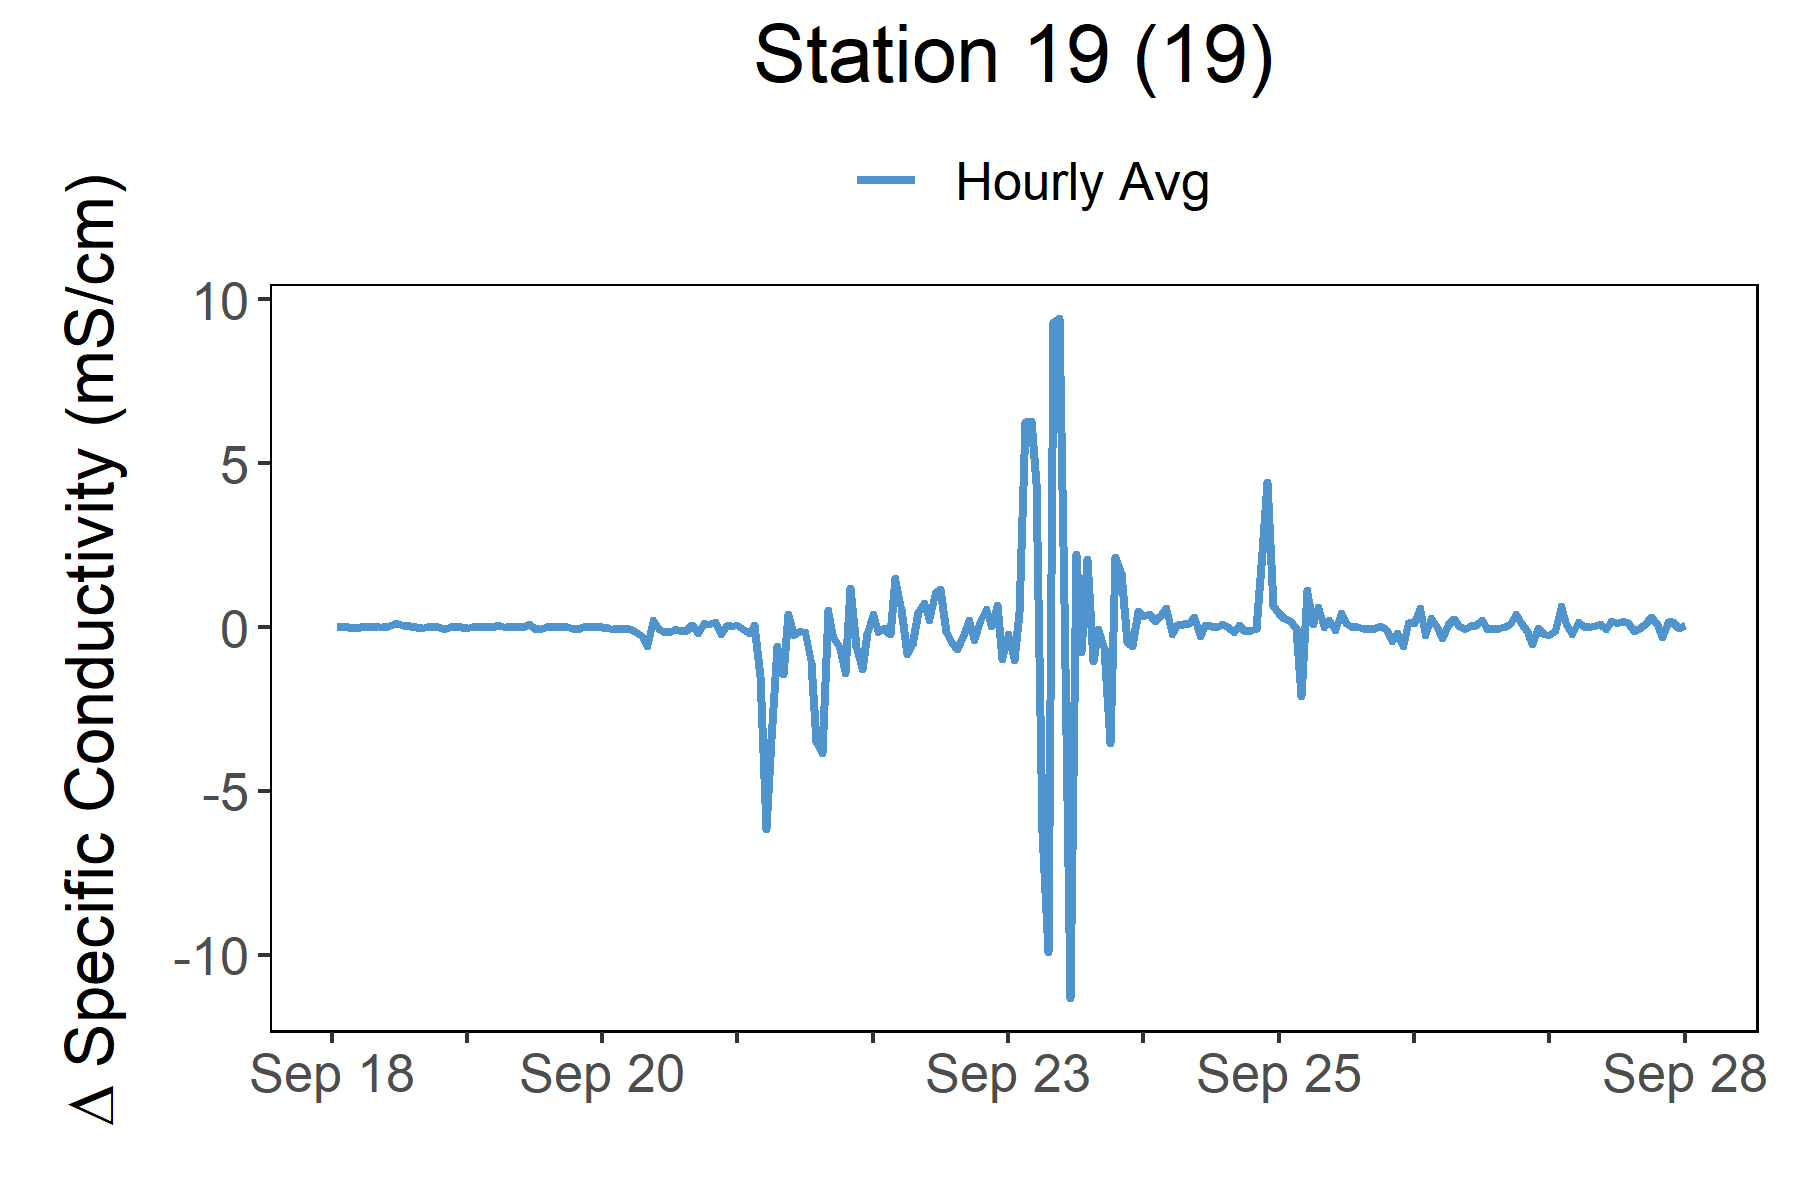 Station 19 (19)
Hourly Avg
Δ Specific Conductivity (mS/cm)
10
5
0
-5
-10
Sep 18 Sep 20 Sep 23 Sep 25 Sep 28